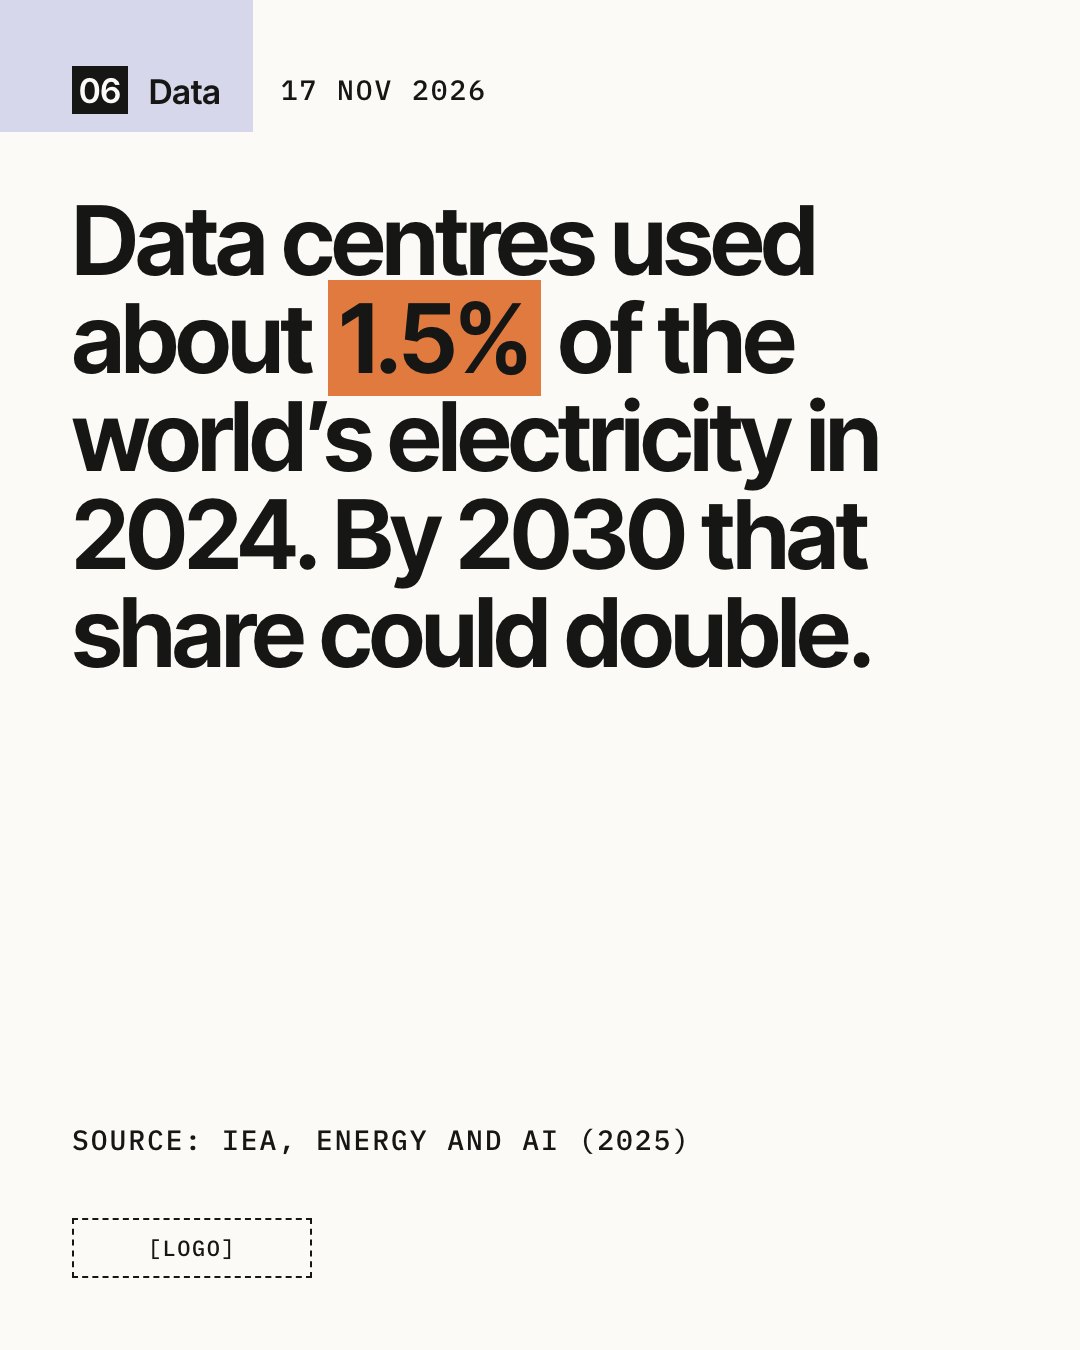 06 Data 17 NOV 2026
Data centres used
about 1.5% of the
world’s electricity in
2024. By 2030 that
share could double.
SOURCE: IEA, ENERGY AND AI (2025)
[LOGO]